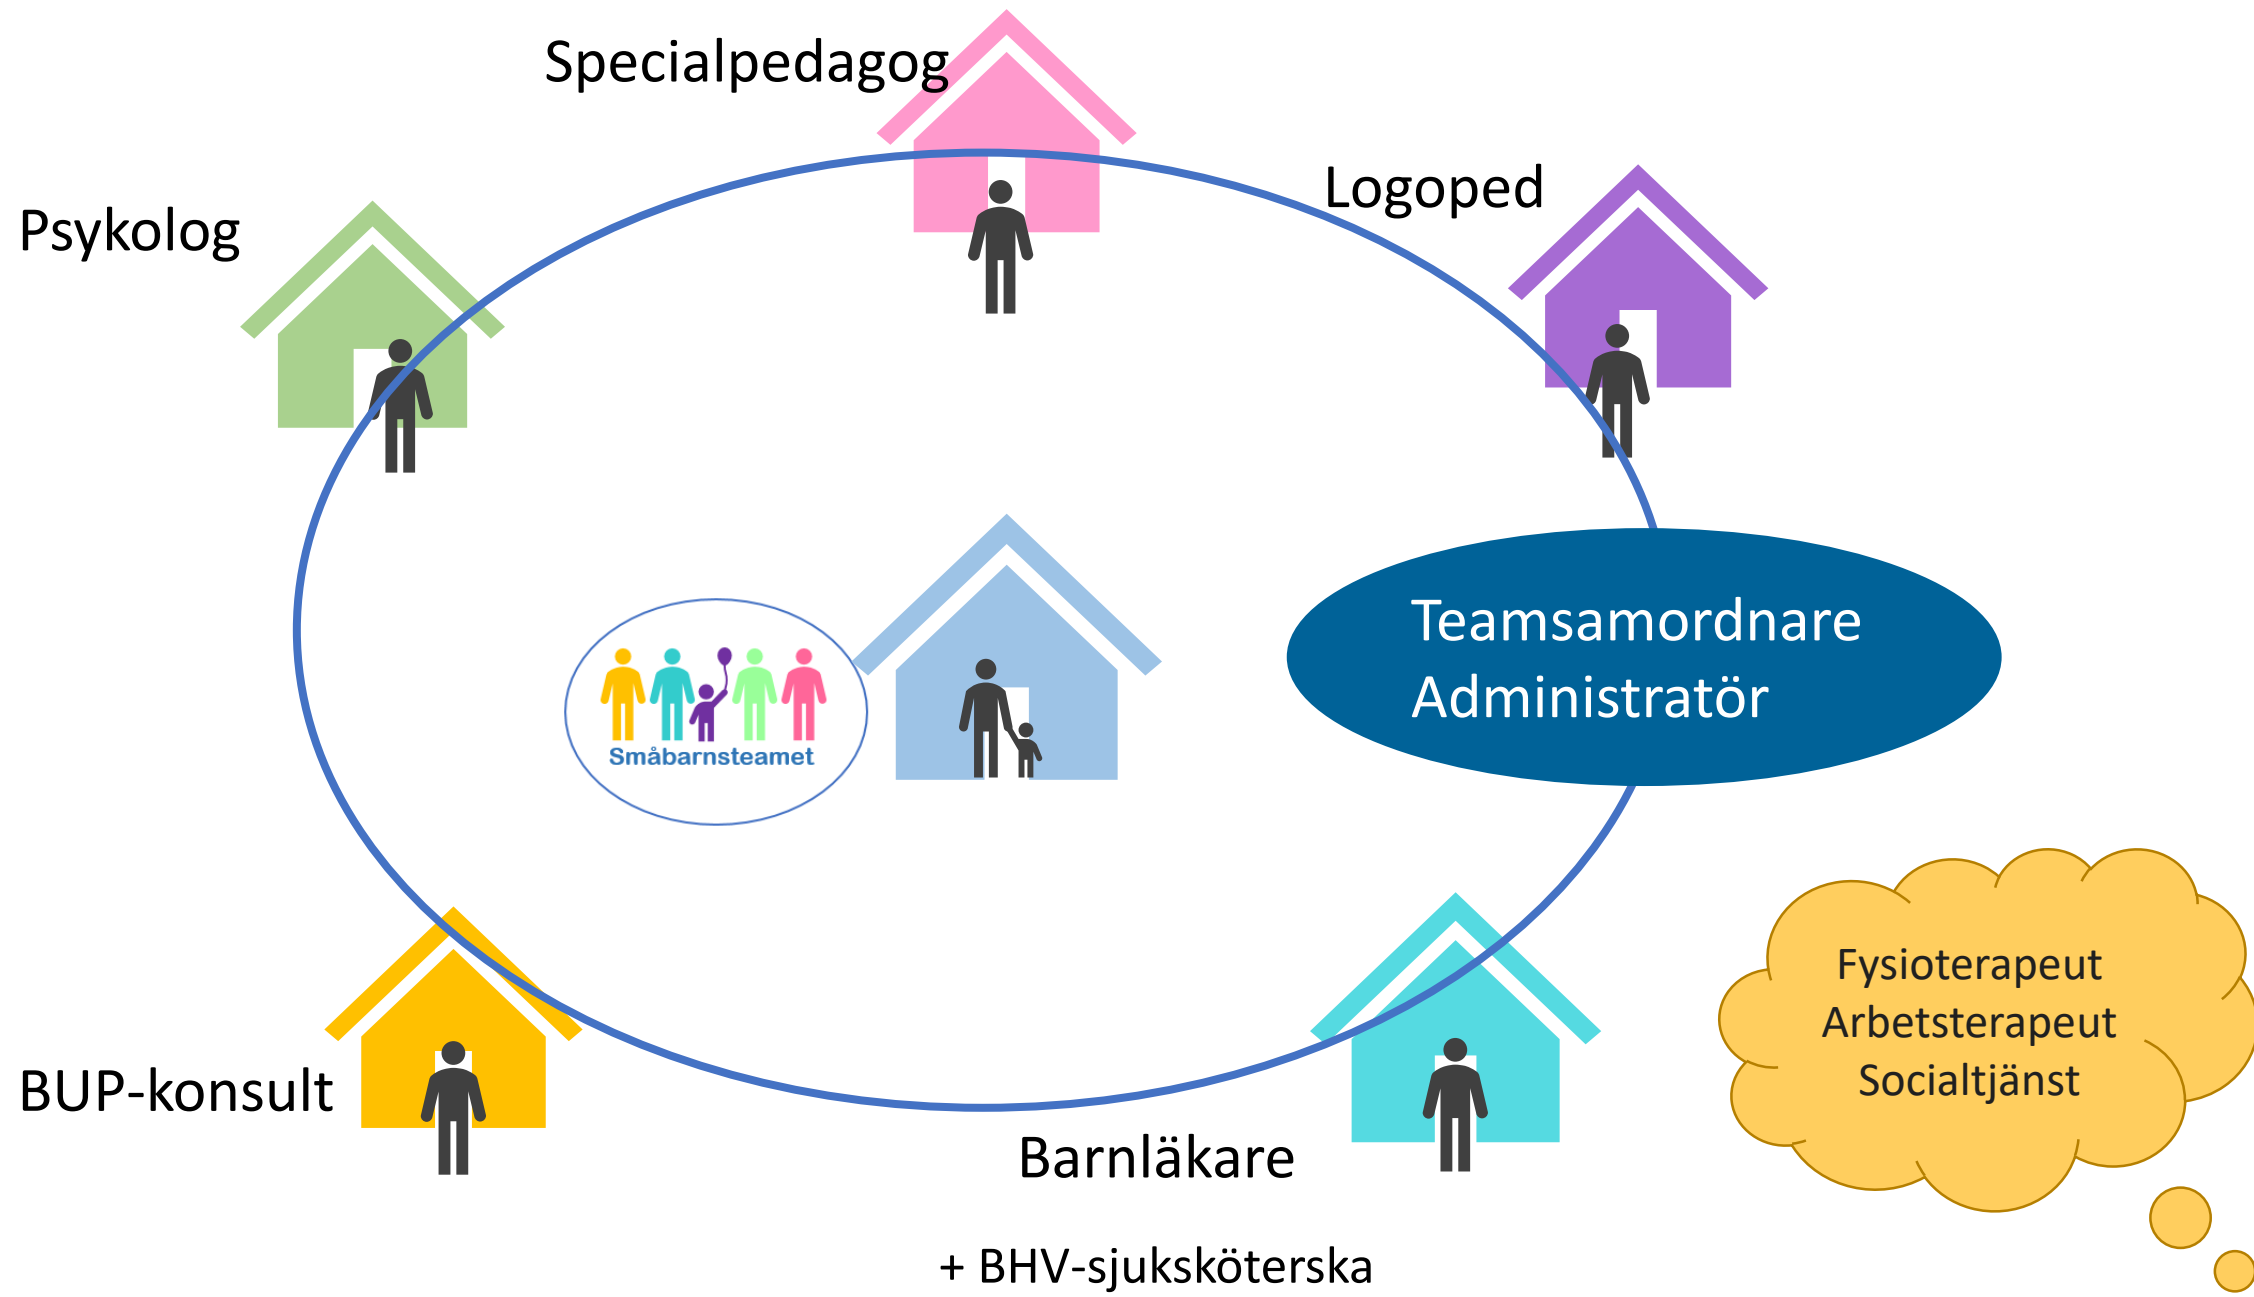 Specialpedagog
Logoped
Psykolog
Teamsamordnare
Administratör
Småbarnsteamet
Fysioterapeut
Arbetsterapeut
Socialtjänst
BUP-konsult
Barnläkare
+ BHV-sjuksköterska